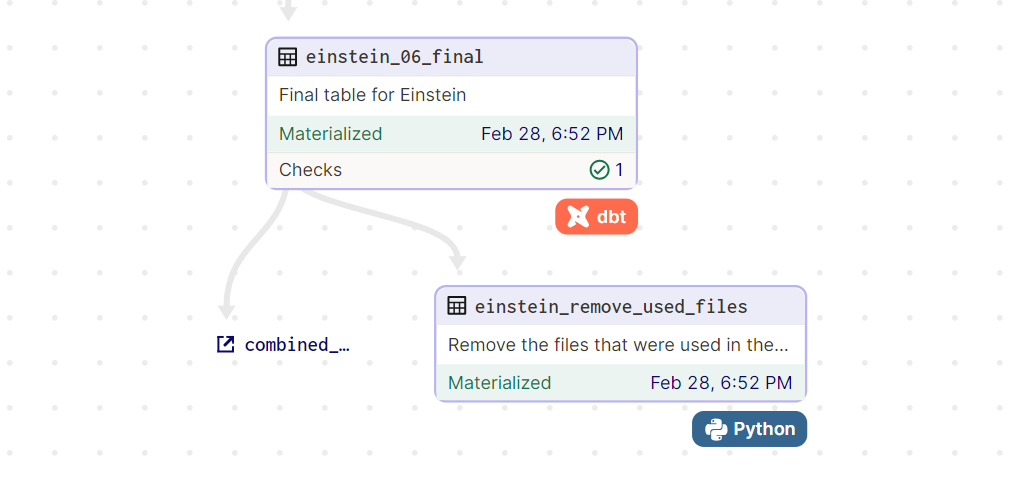 einstein_06_final
Final table for Einstein
Materialized Feb 28, 6:52 PM
Checks 1
dbt
combined_…
einstein_remove_used_files
Remove the files that were used in the…
Materialized Feb 28, 6:52 PM
Python